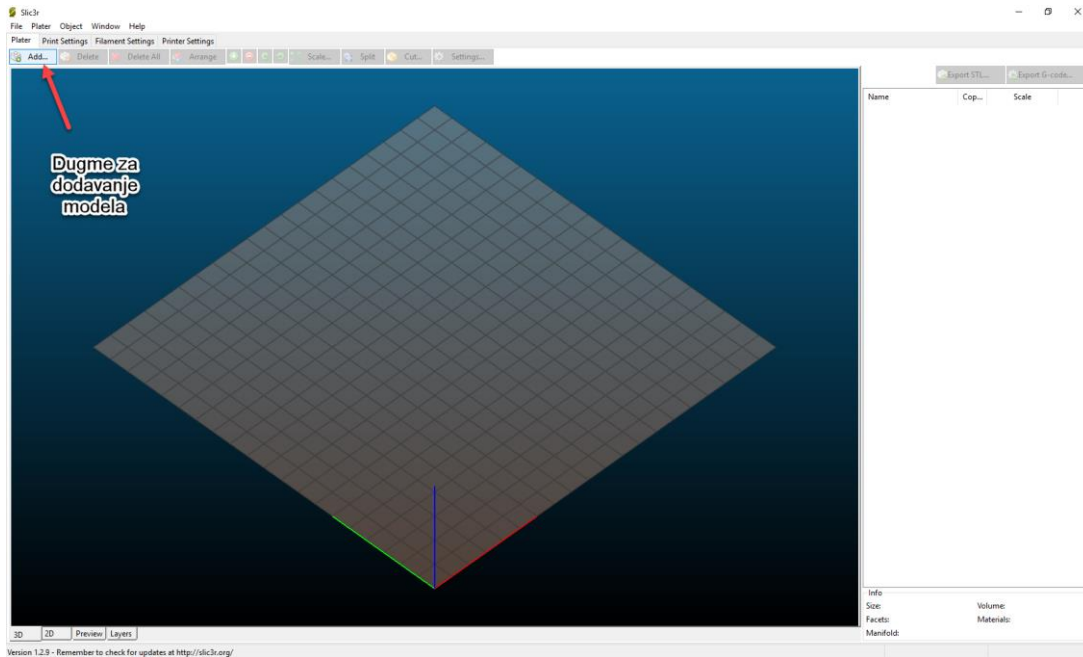 Slic3r
File Plater Object Window Help
Plater Print Settings Filament Settings Printer Settings
Add... Delete Delete All Arrange Scale... Split Cut... Settings...
Export STL... Export G-code...
Name Cop... Scale
Dugme za
dodavanje
modela
Info
Size: Volume:
Facets: Materials:
Manifold:
3D 2D Preview Layers
Version 1.2.9 - Remember to check for updates at http://slic3r.org/